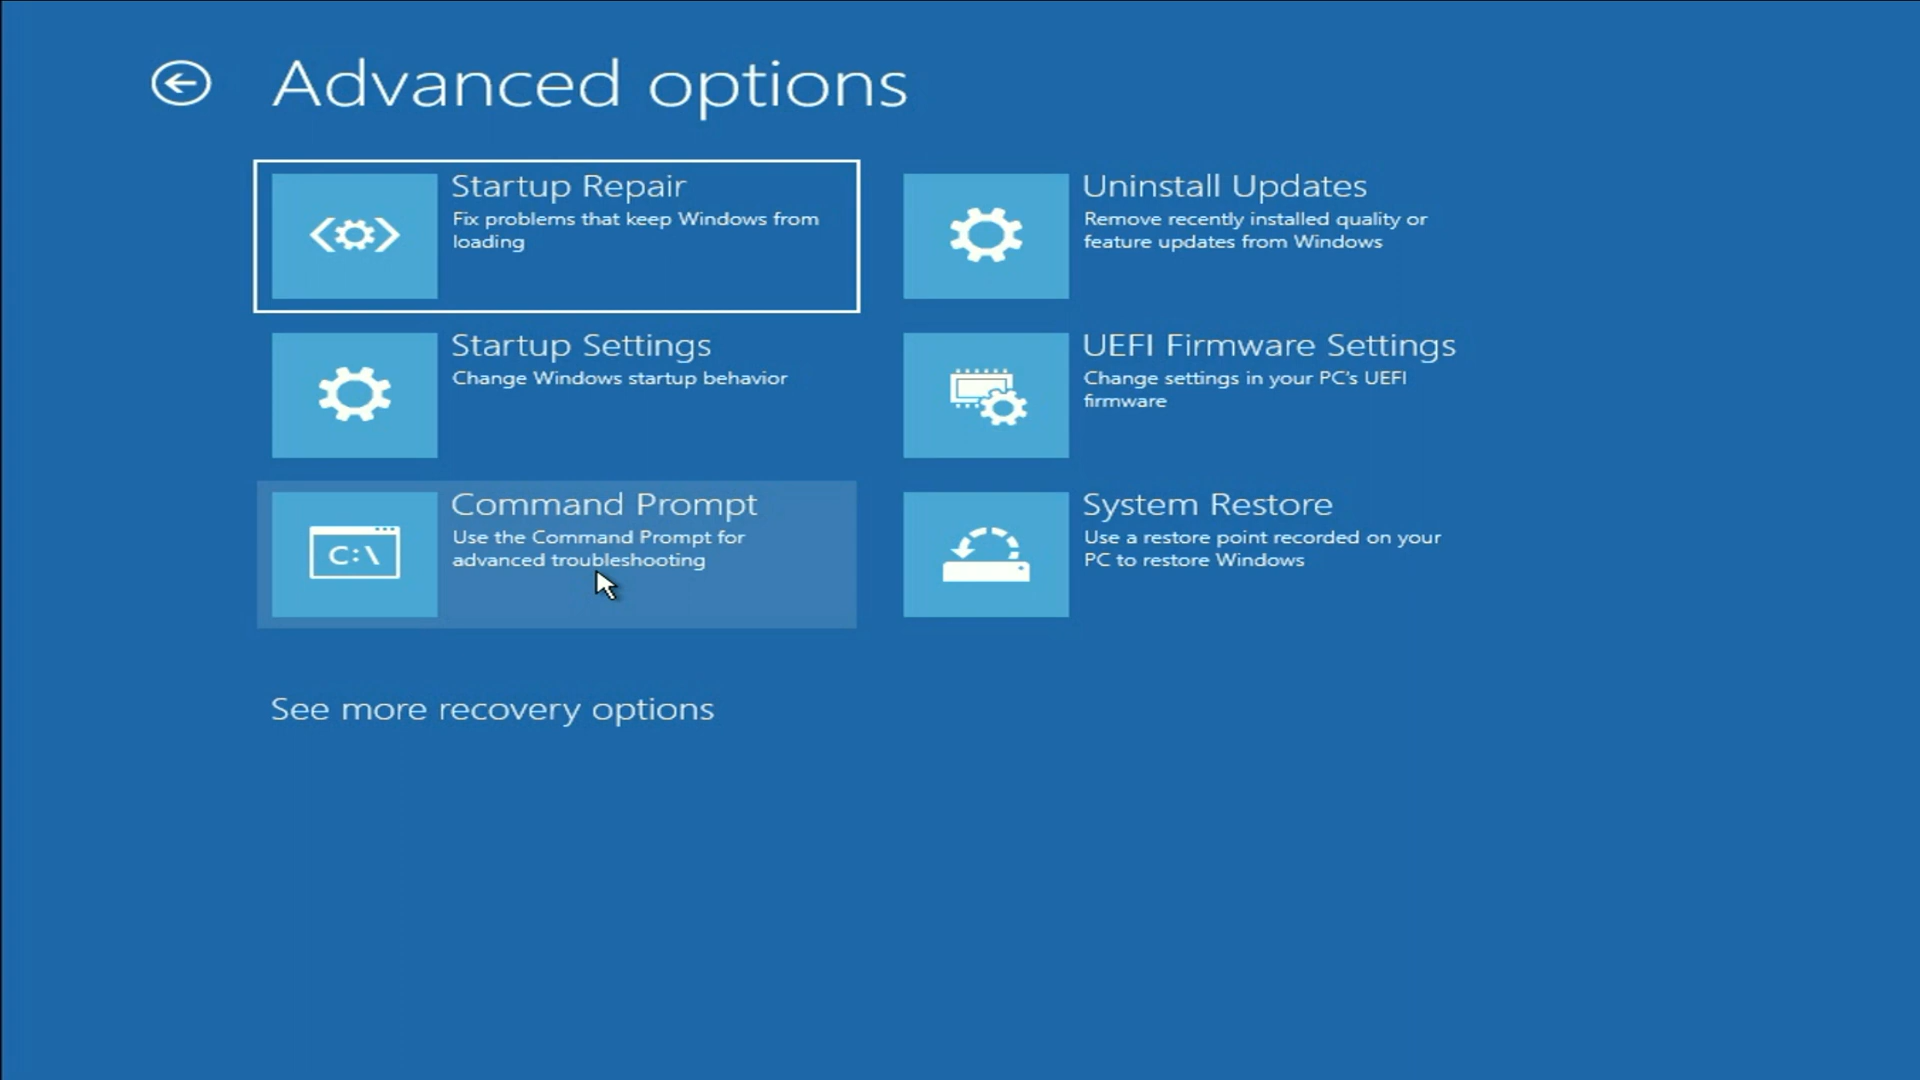 Advanced options
Startup Repair
Fix problems that keep Windows from
loading
Uninstall Updates
Remove recently installed quality or
feature updates from Windows
Startup Settings
Change Windows startup behavior
UEFI Firmware Settings
Change settings in your PC's UEFI
firmware
C:\
Command Prompt
Use the Command Prompt for
advanced troubleshooting
System Restore
Use a restore point recorded on your
PC to restore Windows
See more recovery options